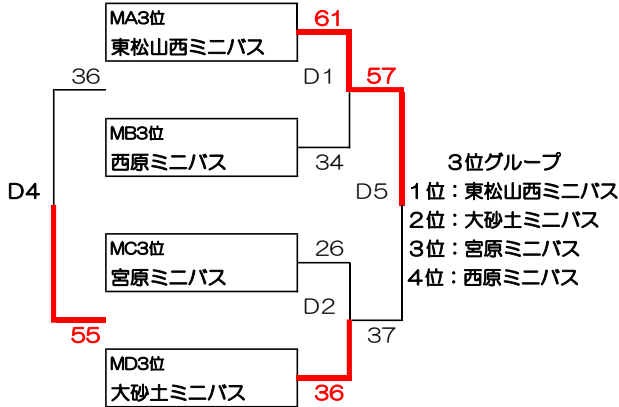 MA3位
東松山西ミニバス
61
36
D1
57
MB3位
西原ミニバス
34
D4
D5
3位グループ
1位：東松山西ミニバス
2位：大砂土ミニバス
3位：宮原ミニバス
4位：西原ミニバス
MC3位
宮原ミニバス
26
D2
55
37
MD3位
大砂土ミニバス
36